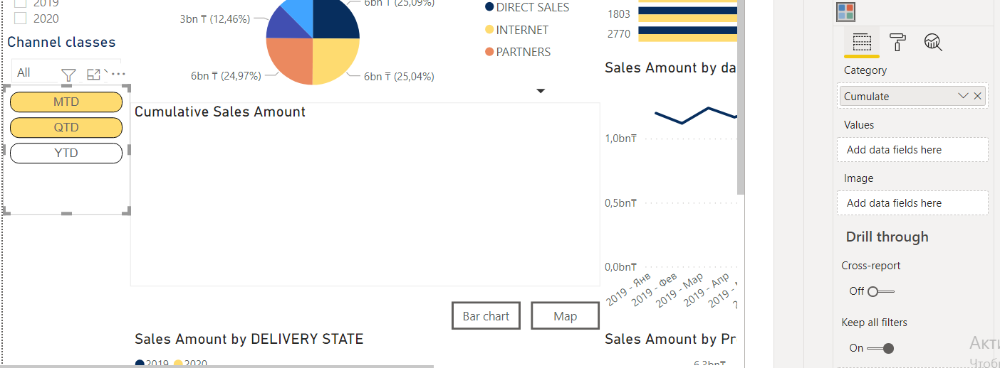 2019
2020
Channel classes
All
MTD
QTD
YTD
6bn ₸ (25,09%)
3bn ₸ (12,46%)
6bn ₸ (24,97%)
6bn ₸ (25,04%)
DIRECT SALES
INTERNET
PARTNERS
Cumulative Sales Amount
Bar chart
Map
Sales Amount by DELIVERY STATE
2019 2020
1803
2770
Sales Amount by da
1,0bn₸
0,5bn₸
0,0bn₸
2019 - Янв
2019 - Фев
2019 - Мар
2019 - Апр
Sales Amount by Pr
6,3bn₸
Category
Cumulate
Values
Add data fields here
Image
Add data fields here
Drill through
Cross-report
Off
Keep all filters
On
Акти
Чтобы